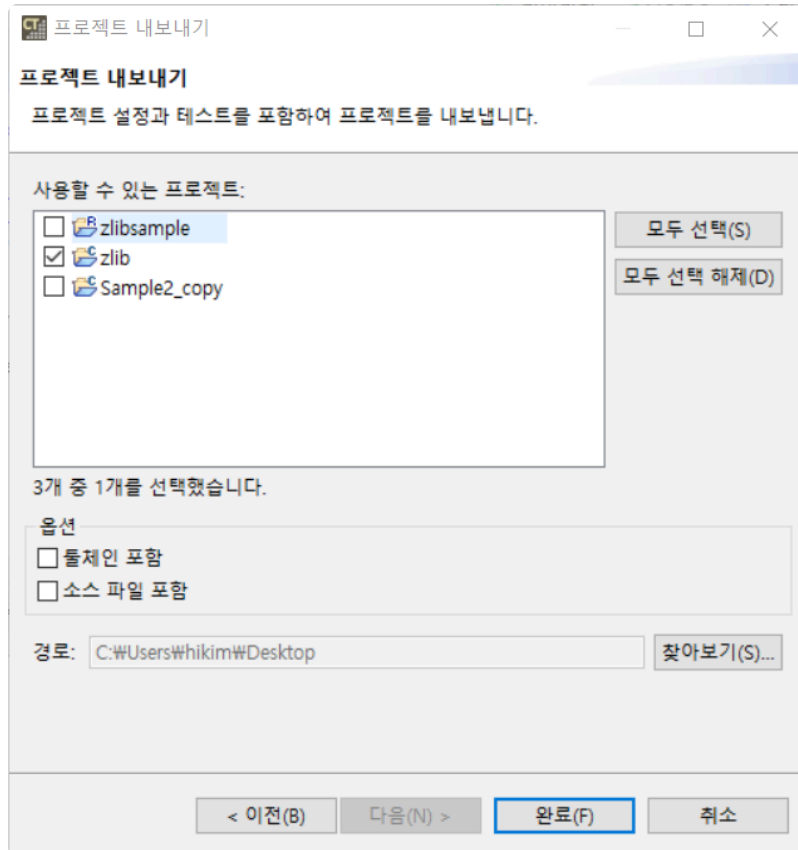 CT 프로젝트 내보내기
프로젝트 내보내기
프로젝트 설정과 테스트를 포함하여 프로젝트를 내보냅니다.
사용할 수 있는 프로젝트:
R zlibsample
모두 선택(S)
C zlib
모두 선택 해제(D)
C Sample2_copy
3개 중 1개를 선택했습니다.
옵션
툴체인 포함
소스 파일 포함
경로: C:₩Users₩hikim₩Desktop 찾아보기(S)...
< 이전(B) 다음(N) > 완료(F) 취소